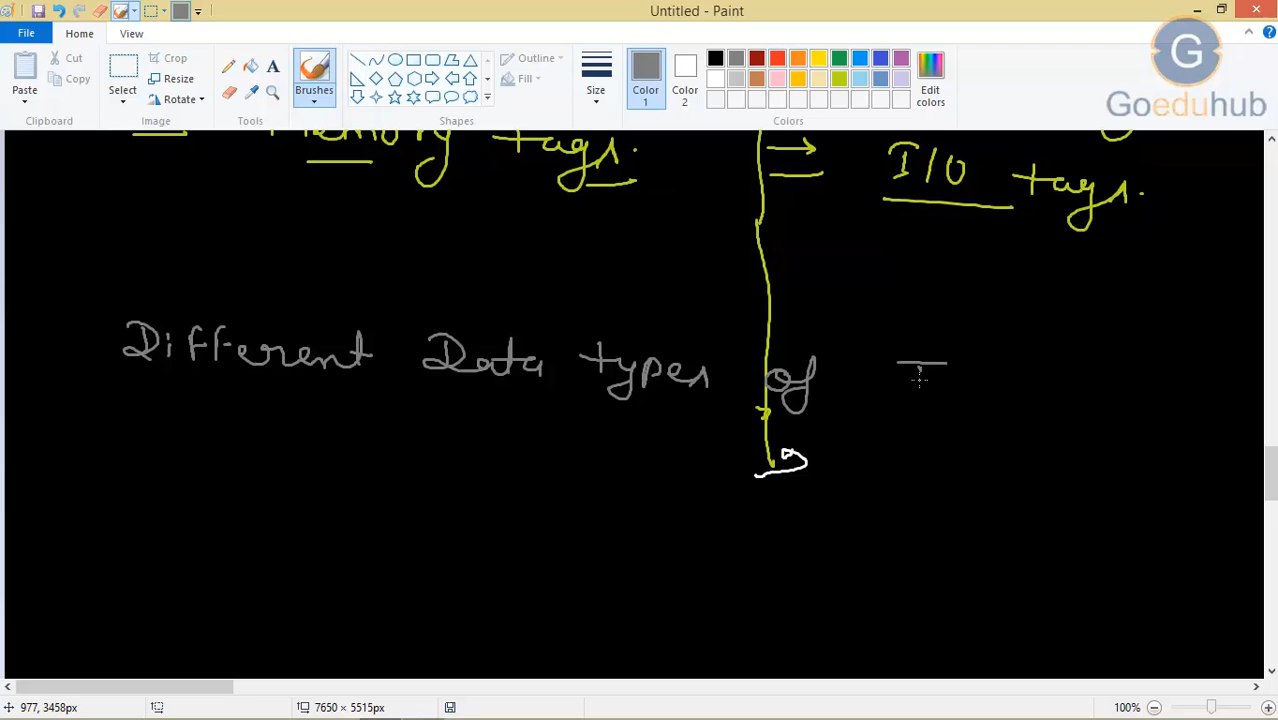 Untitled - Paint
File Home View
Cut
Copy
Paste
Clipboard
Select
Crop
Resize
Rotate
Image
A
Tools
Brushes
Outline
Fill
Shapes
Size
Color 1
Color 2
Edit colors
Colors
G
Goeduhub
Memory tags.
I/O tags.
Different Data types of T
977, 3458px
7650 × 5515px
100%